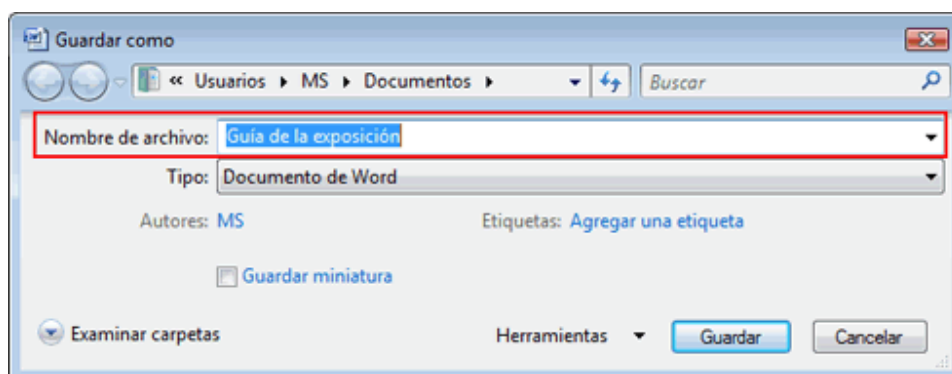 Guardar como
« Usuarios ▸ MS ▸ Documentos ▸ Buscar
Nombre de archivo: Guía de la exposición
Tipo: Documento de Word
Autores: MS Etiquetas: Agregar una etiqueta
Guardar miniatura
Examinar carpetas Herramientas Guardar Cancelar